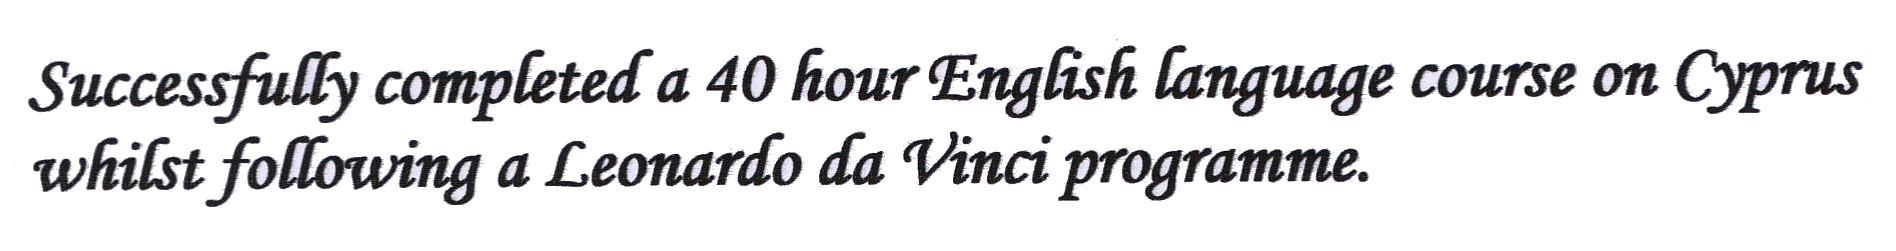 Successfully completed a 40 hour English language course on Cyprus
whilst following a Leonardo da Vinci programme.